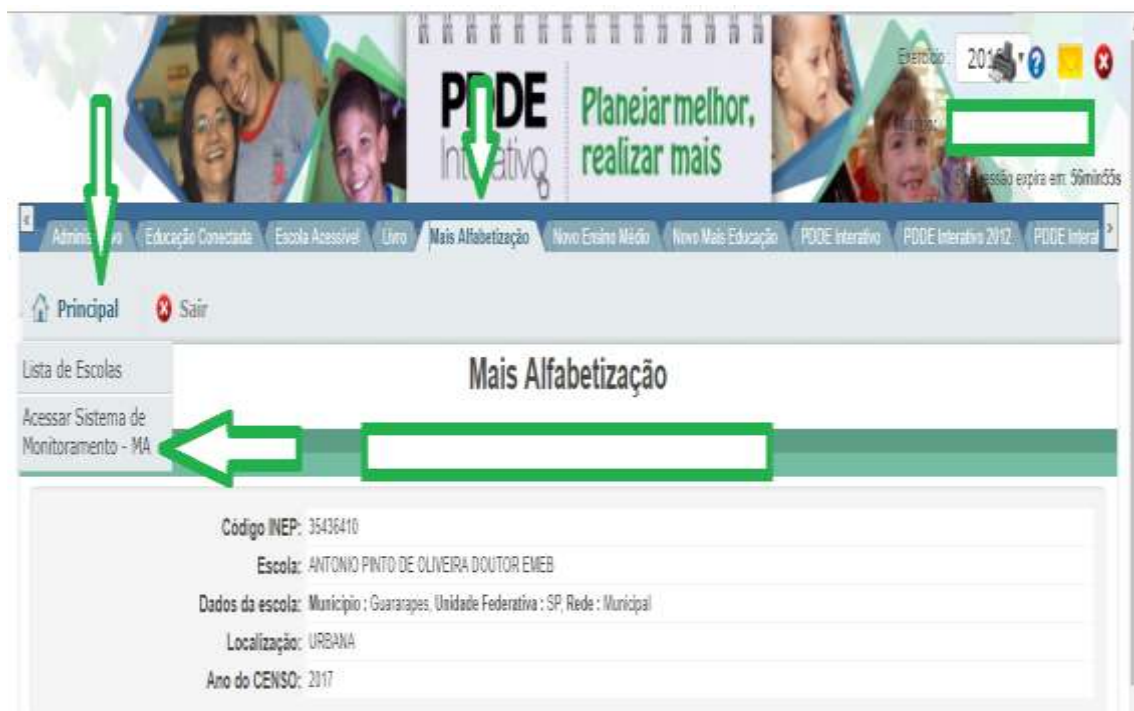 PDDE
Interativo
Planejar melhor,
realizar mais
Exercício:
sessão expira em: 56min55s
Administrativo
Educação Conectada
Escola Acessível
Livro
Mais Alfabetização
Novo Ensino Médio
Novo Mais Educação
PDDE Interativo
PDDE Interativo 2012
PDDE Interat
Principal
Sair
Lista de Escolas
Mais Alfabetização
Acessar Sistema de
Monitoramento - MA
Código INEP: 35436410
Escola: ANTONIO PINTO DE OLIVEIRA DOUTOR EMEB
Dados da escola: Município : Guararapes, Unidade Federativa : SP, Rede : Municipal
Localização: URBANA
Ano do CENSO: 2017